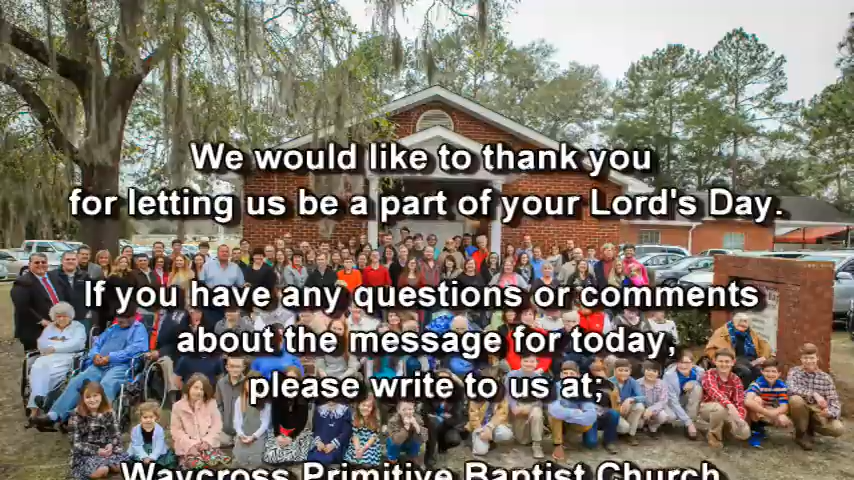 We would like to thank you
for letting us be a part of your Lord's Day.
If you have any questions or comments
about the message for today,
please write to us at;
Waycross Primitive Baptist Church